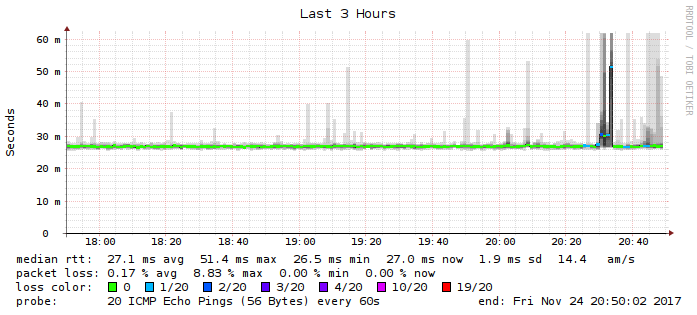 Last 3 Hours
RRDTOOL / TOBI OETIKER
Seconds
60 m
50 m
40 m
30 m
20 m
10 m
0
18:00 18:20 18:40 19:00 19:20 19:40 20:00 20:20 20:40
median rtt: 27.1 ms avg 51.4 ms max 26.5 ms min 27.0 ms now 1.9 ms sd 14.4 am/s
packet loss: 0.17 % avg 8.83 % max 0.00 % min 0.00 % now
loss color: 0 1/20 2/20 3/20 4/20 10/20 19/20
probe: 20 ICMP Echo Pings (56 Bytes) every 60s end: Fri Nov 24 20:50:02 2017